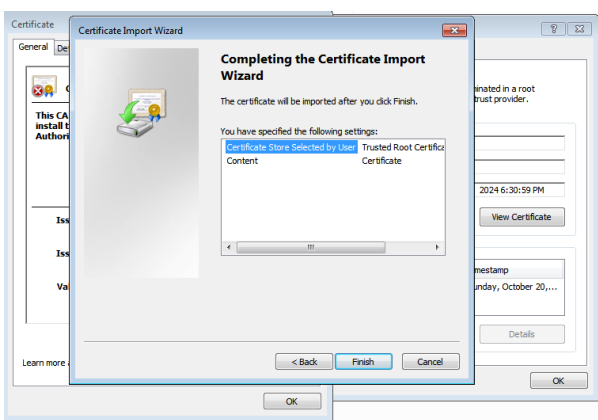 Certificate
General
This CA
install t
Authori
Iss
Iss
Va
Learn more
OK
Certificate Import Wizard
Completing the Certificate Import
Wizard
The certificate will be imported after you click Finish.
You have specified the following settings:
Certificate Store Selected by User Trusted Root Certifica
Content Certificate
< Back Finish Cancel
inated in a root
trust provider.
2024 6:30:59 PM
View Certificate
mestamp
unday, October 20,...
Details
OK